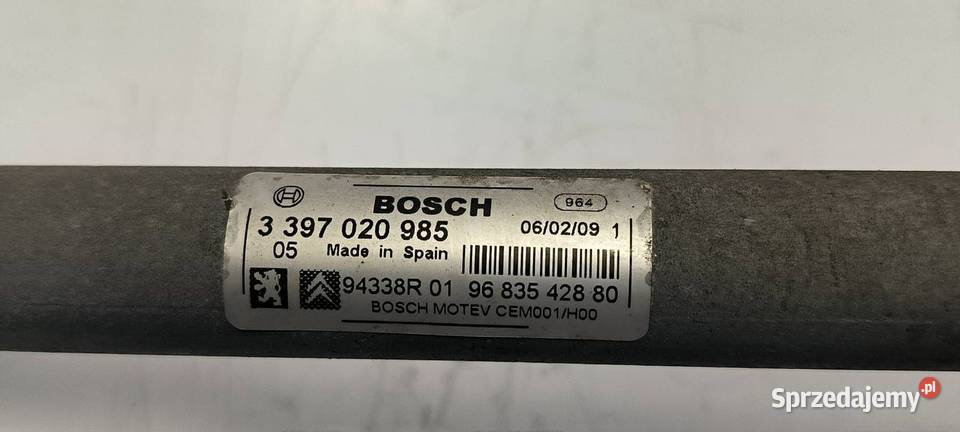 BOSCH 964
3 397 020 985 06/02/09 1
05 Made in Spain
94338R 01 96 835 428 80
BOSCH MOTEV CEM001/H00
Sprzedajemy.pl